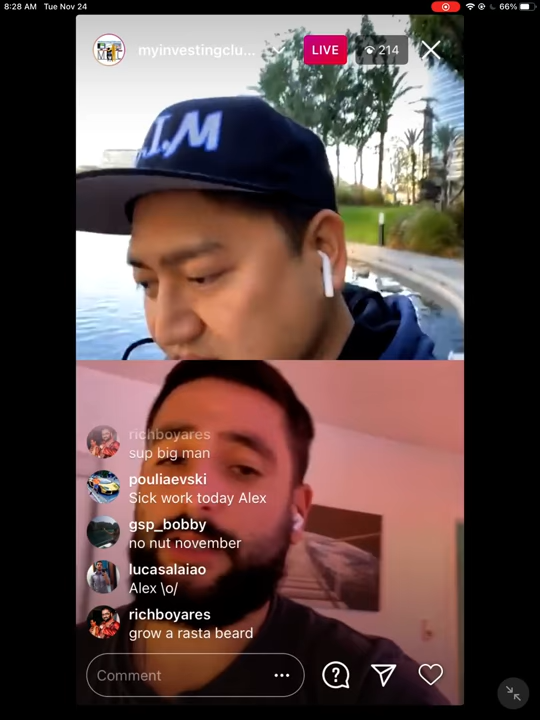 8:28 AM Tue Nov 24
66%
myinvestingclu...
LIVE
214
.I.M
richboyares
sup big man
pouliaevski
Sick work today Alex
gsp_bobby
no nut november
lucasalaiao
Alex \o/
richboyares
grow a rasta beard
Comment